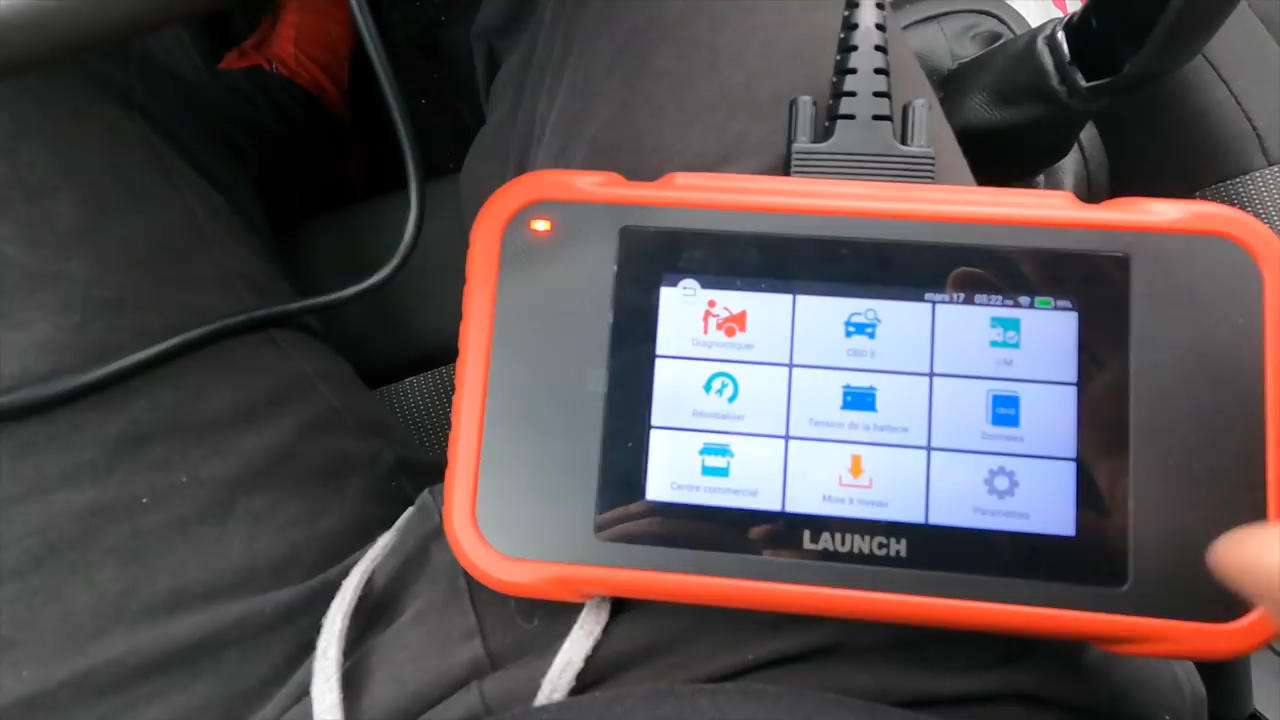 mars 17 05:22
Diagnostiquer
OBD II
I/M
Réinitialiser
Tension de la batterie
Données
Centre commercial
Mise à niveau
Paramètres
LAUNCH